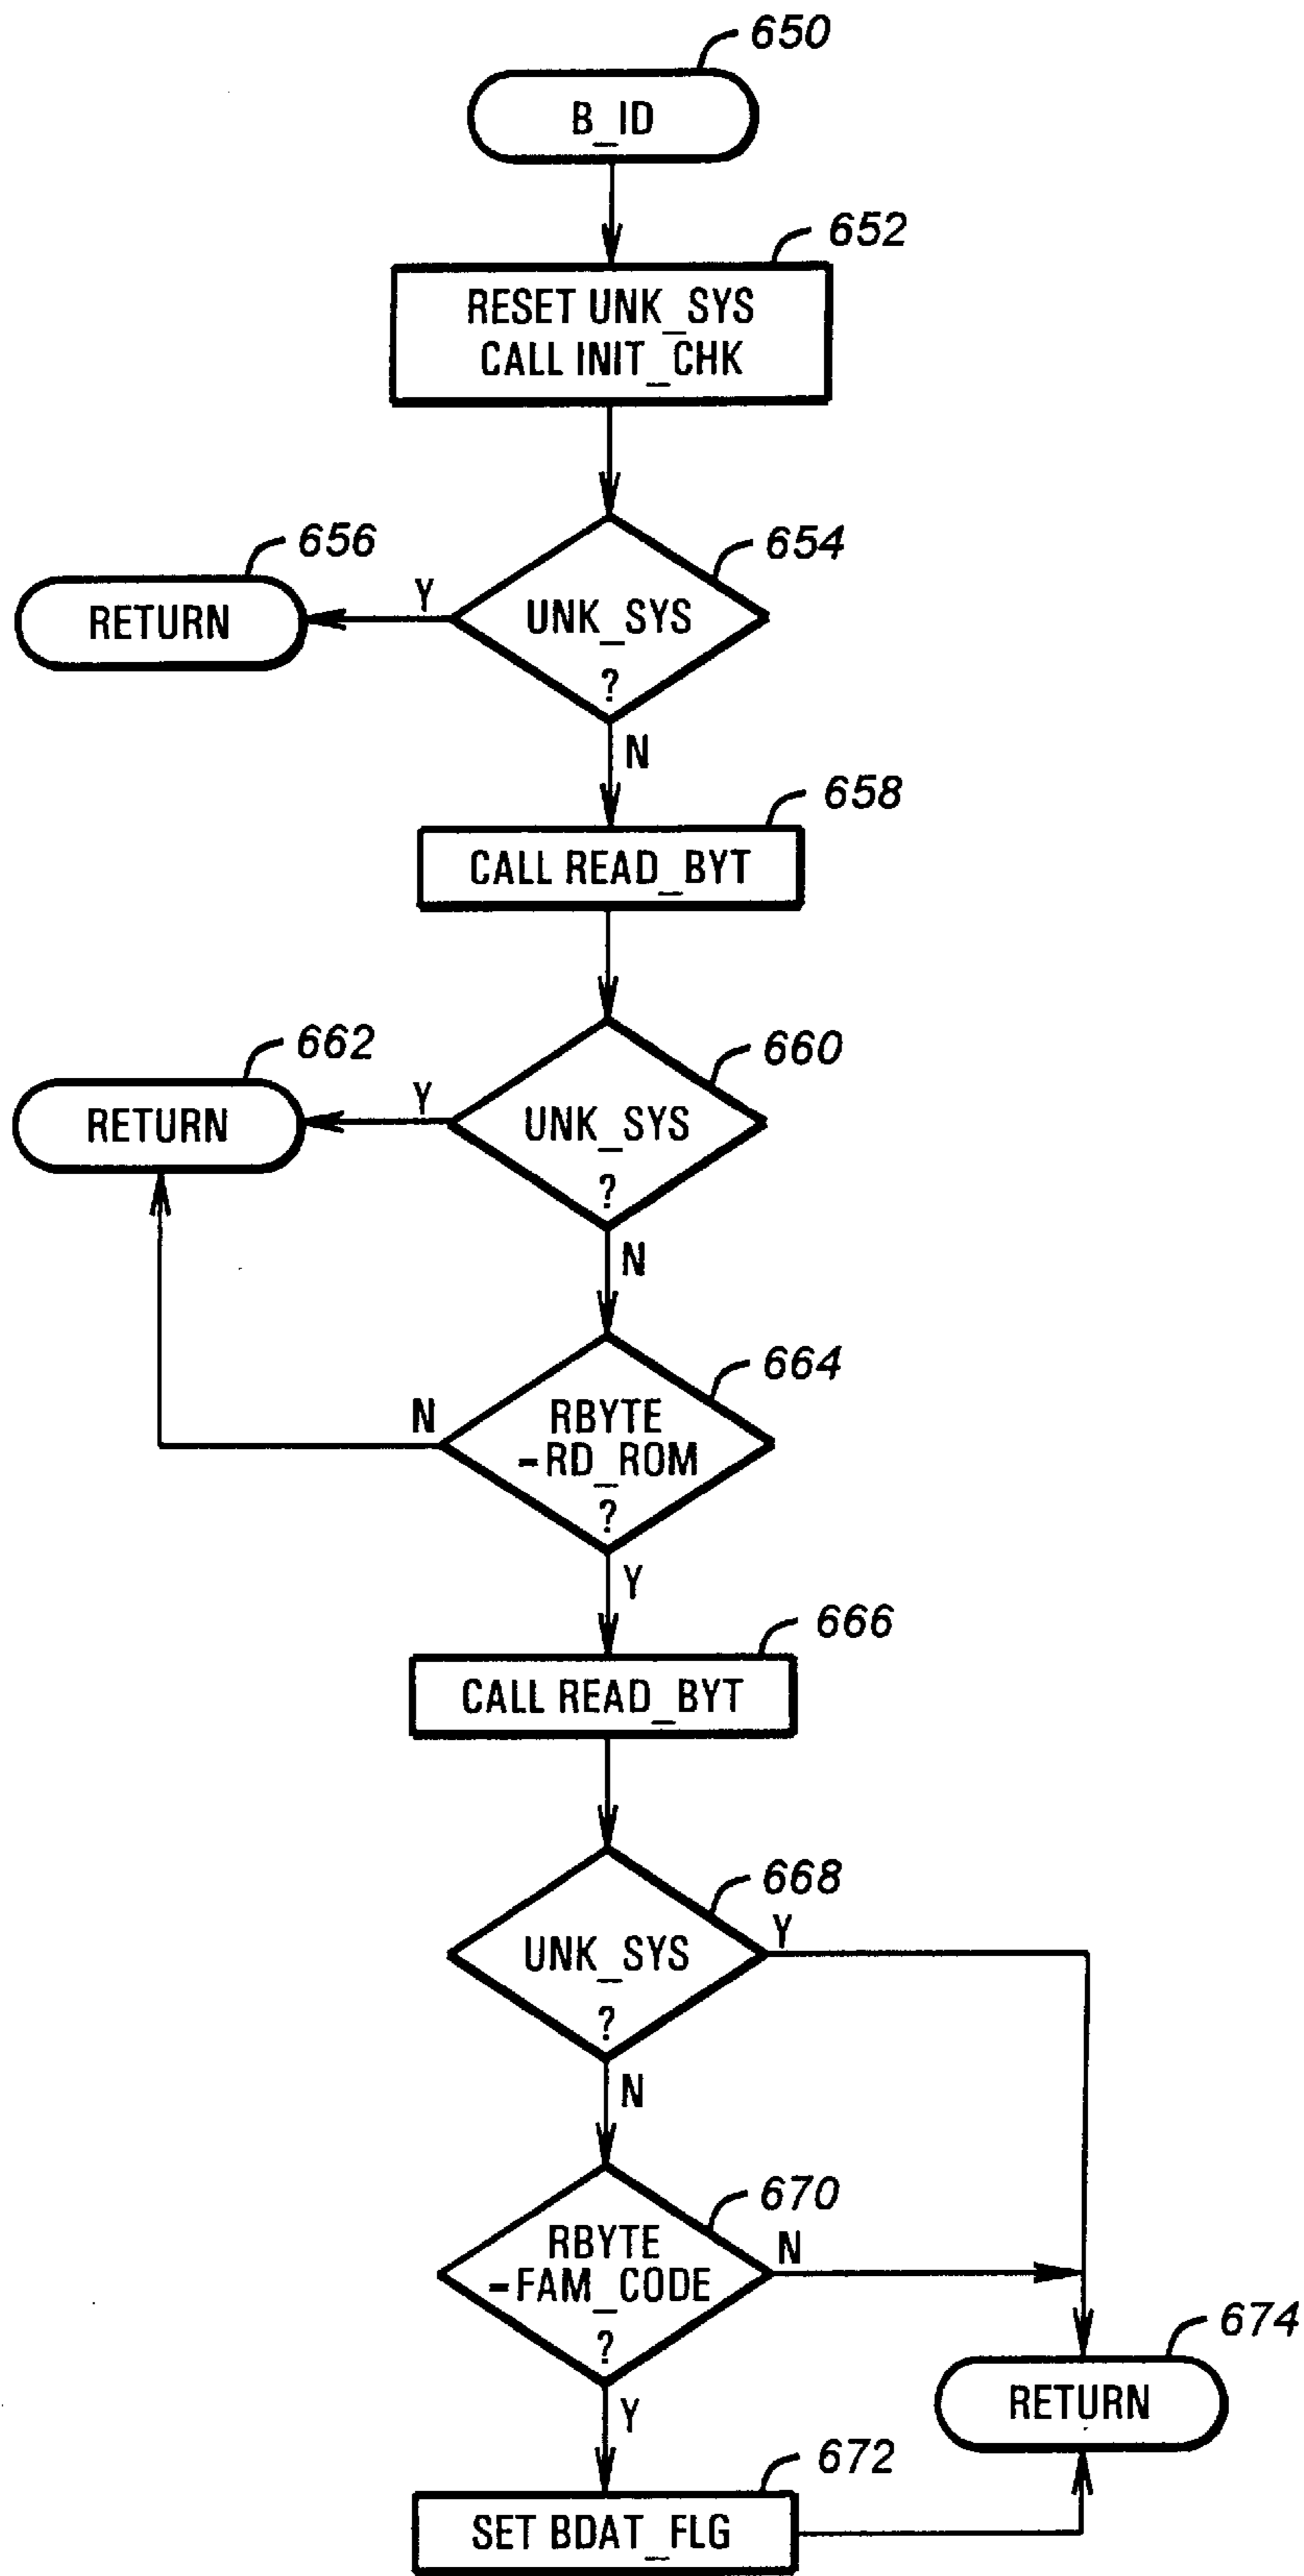 650
B_ID
652
RESET UNK_SYS
CALL INIT_CHK
656
654
RETURN
Y
UNK_SYS
?
N
658
CALL READ_BYT
662
660
RETURN
Y
UNK_SYS
?
N
664
N
RBYTE
-RD_ROM
?
Y
666
CALL READ_BYT
668
UNK_SYS
Y
?
N
670
RBYTE
N
-FAM_CODE
?
674
RETURN
Y
672
SET BDAT_FLG